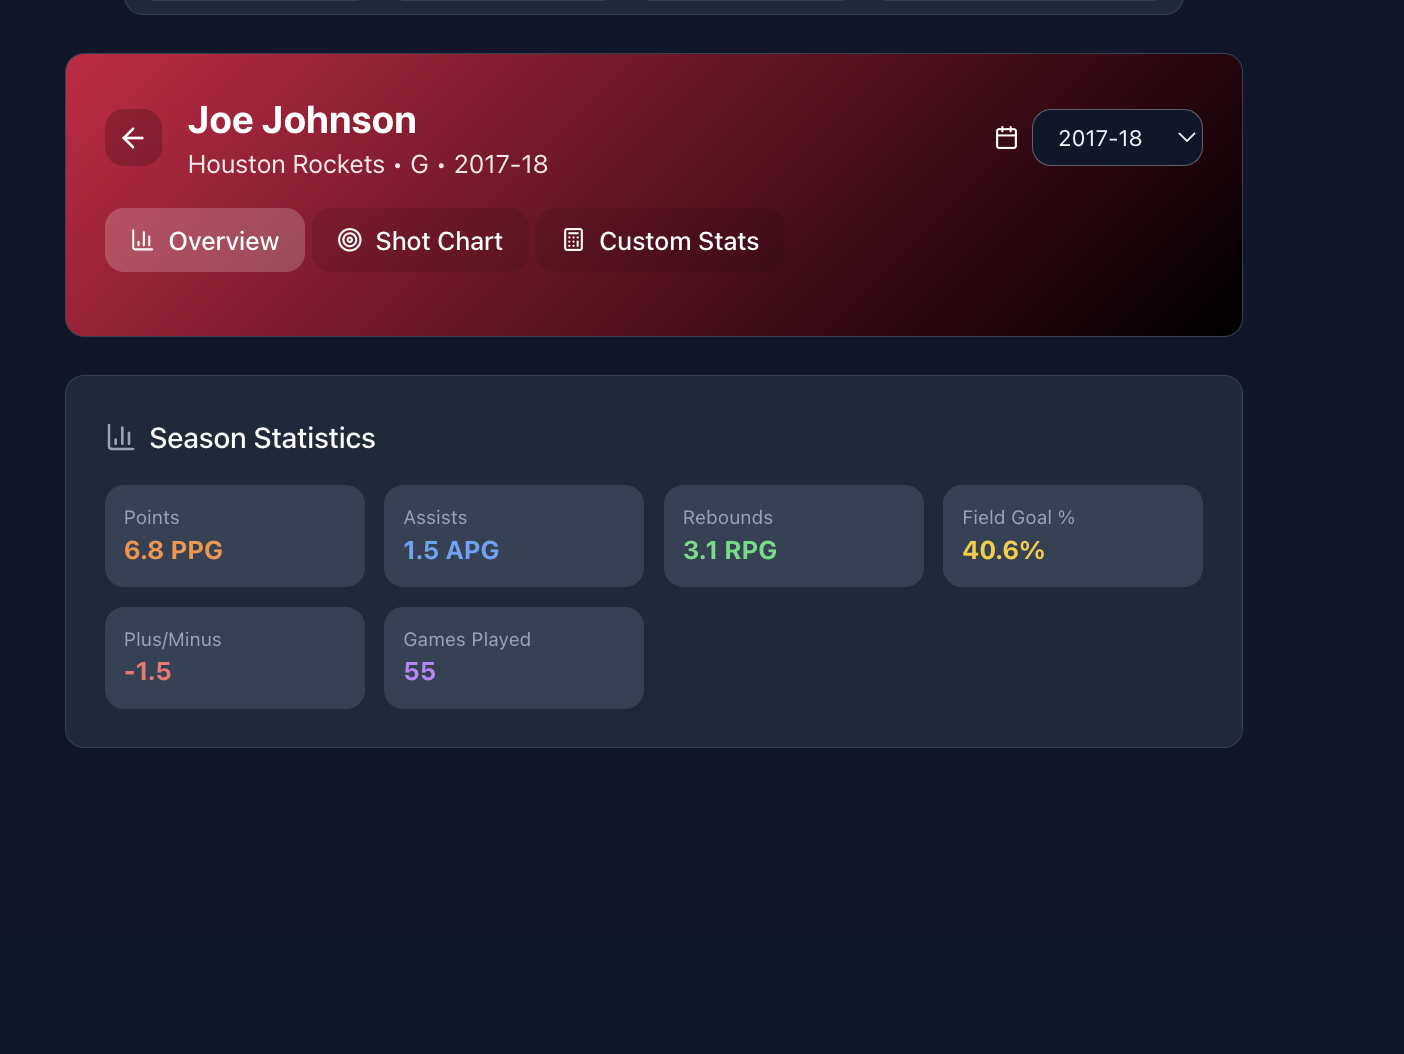 Joe Johnson
Houston Rockets • G • 2017-18
2017-18
Overview
Shot Chart
Custom Stats
Season Statistics
Points
6.8 PPG
Assists
1.5 APG
Rebounds
3.1 RPG
Field Goal %
40.6%
Plus/Minus
-1.5
Games Played
55